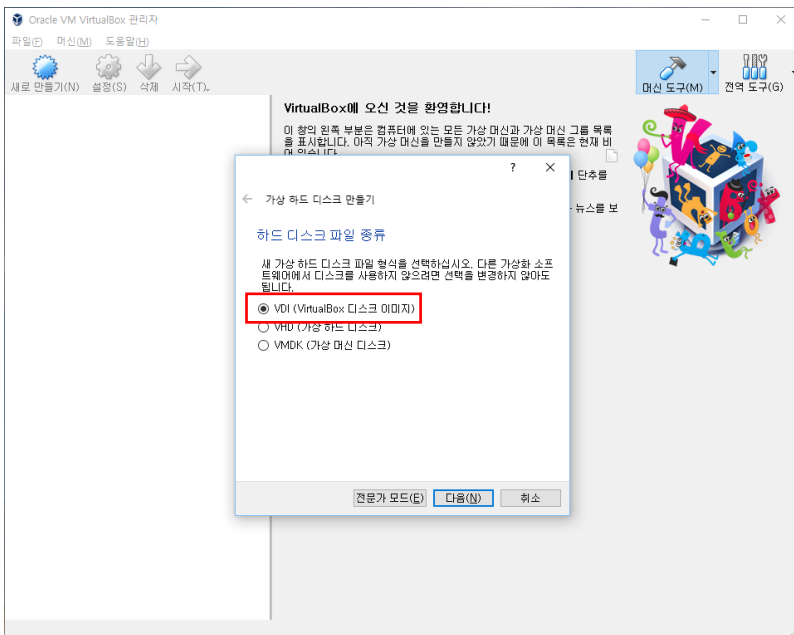 Oracle VM VirtualBox 관리자
파일(F) 머신(M) 도움말(H)
새로 만들기(N) 설정(S) 삭제 시작(T)
머신 도구(M) 전역 도구(G)
VirtualBox에 오신 것을 환영합니다!
이 창의 왼쪽 부분은 컴퓨터에 있는 모든 가상 머신과 가상 머신 그룹 목록
을 표시합니다. 아직 가상 머신을 만들지 않았기 때문에 이 목록은 현재 비
어 있습니다.
단추를
뉴스를 보
?
가상 하드 디스크 만들기
하드 디스크 파일 종류
새 가상 하드 디스크 파일 형식을 선택하십시오. 다른 가상화 소프
트웨어에서 디스크를 사용하지 않으려면 선택을 변경하지 않아도
됩니다.
VDI (VirtualBox 디스크 이미지)
VHD (가상 하드 디스크)
VMDK (가상 머신 디스크)
전문가 모드(E) 다음(N) 취소